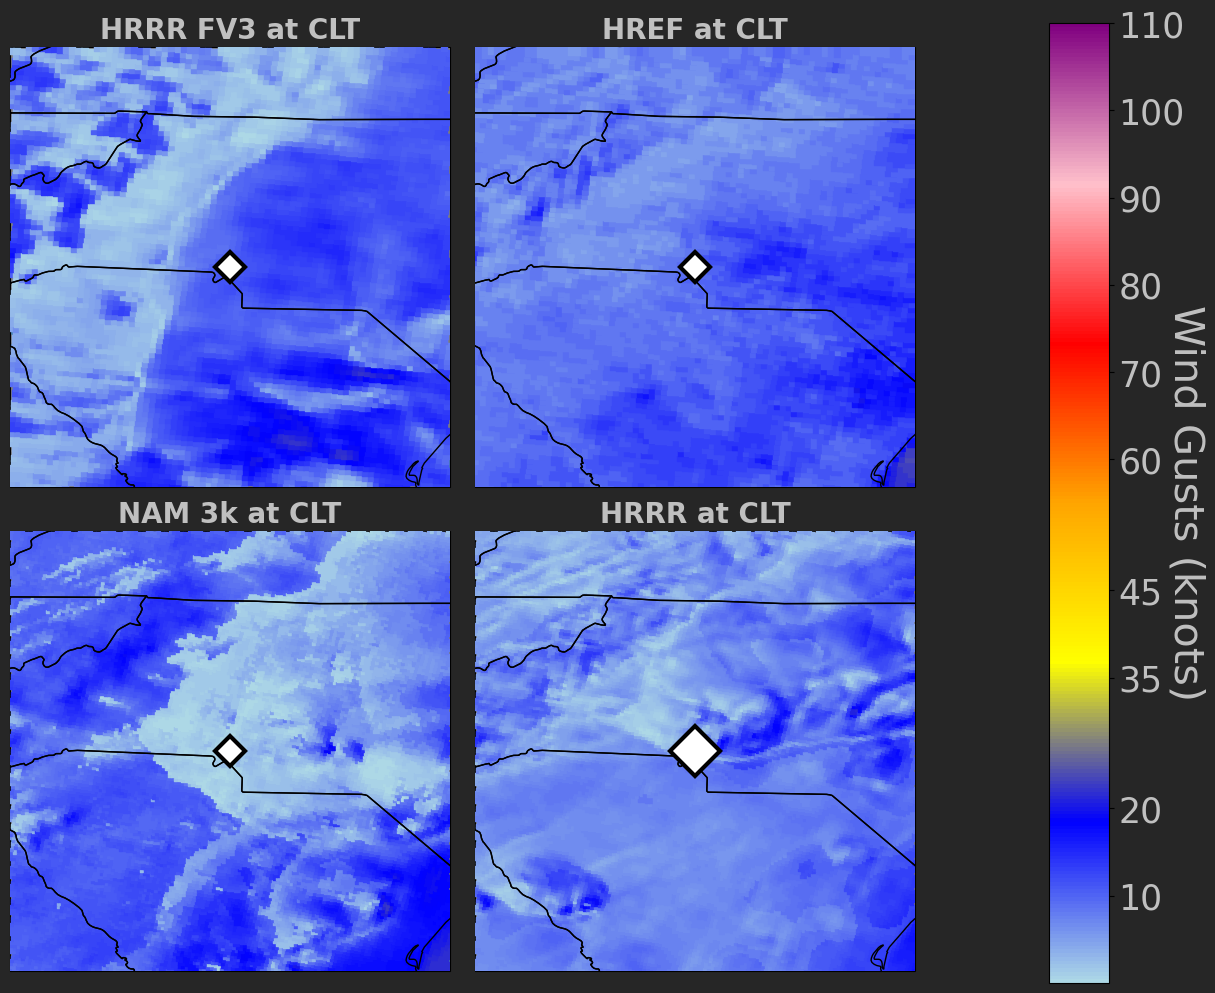 HRRR FV3 at CLT
HREF at CLT
NAM 3k at CLT
HRRR at CLT
110
100
90
80
70
60
45
35
20
10
Wind Gusts (knots)